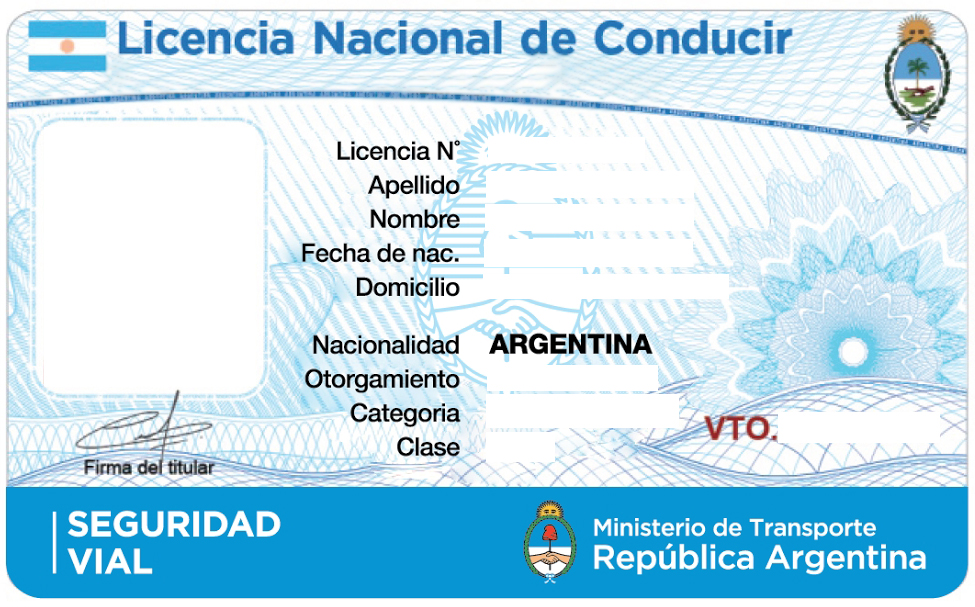 Licencia Nacional de Conducir
Licencia N°
Apellido
Nombre
Fecha de nac.
Domicilio
Nacionalidad ARGENTINA
Otorgamiento
Categoria
Clase
VTO.
Firma del titular
SEGURIDAD
VIAL
Ministerio de Transporte
República Argentina